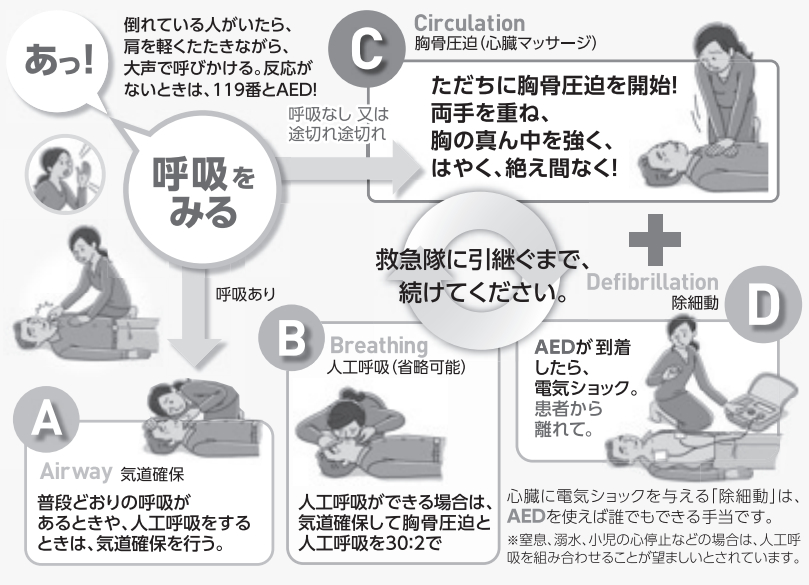 あっ!
倒れている人がいたら、
肩を軽くたたきながら、
大声で呼びかける。反応が
ないときは、119番とAED!
呼吸を
みる
呼吸なし 又は
途切れ途切れ
C
Circulation
胸骨圧迫(心臓マッサージ)
ただちに胸骨圧迫を開始!
両手を重ね、
胸の真ん中を強く、
はやく、絶え間なく!
救急隊に引継ぐまで、
続けてください。
呼吸あり
A
Airway 気道確保
普段どおりの呼吸が
あるときや、人工呼吸をする
ときは、気道確保を行う。
B
Breathing
人工呼吸(省略可能)
人工呼吸ができる場合は、
気道確保して胸骨圧迫と
人工呼吸を30:2で
Defibrillation
除細動
D
AEDが到着
したら、
電気ショック。
患者から
離れて。
心臓に電気ショックを与える「除細動」は、
AEDを使えば誰でもできる手当です。
※窒息、溺水、小児の心停止などの場合は、人工呼
吸を組み合わせることが望ましいとされています。